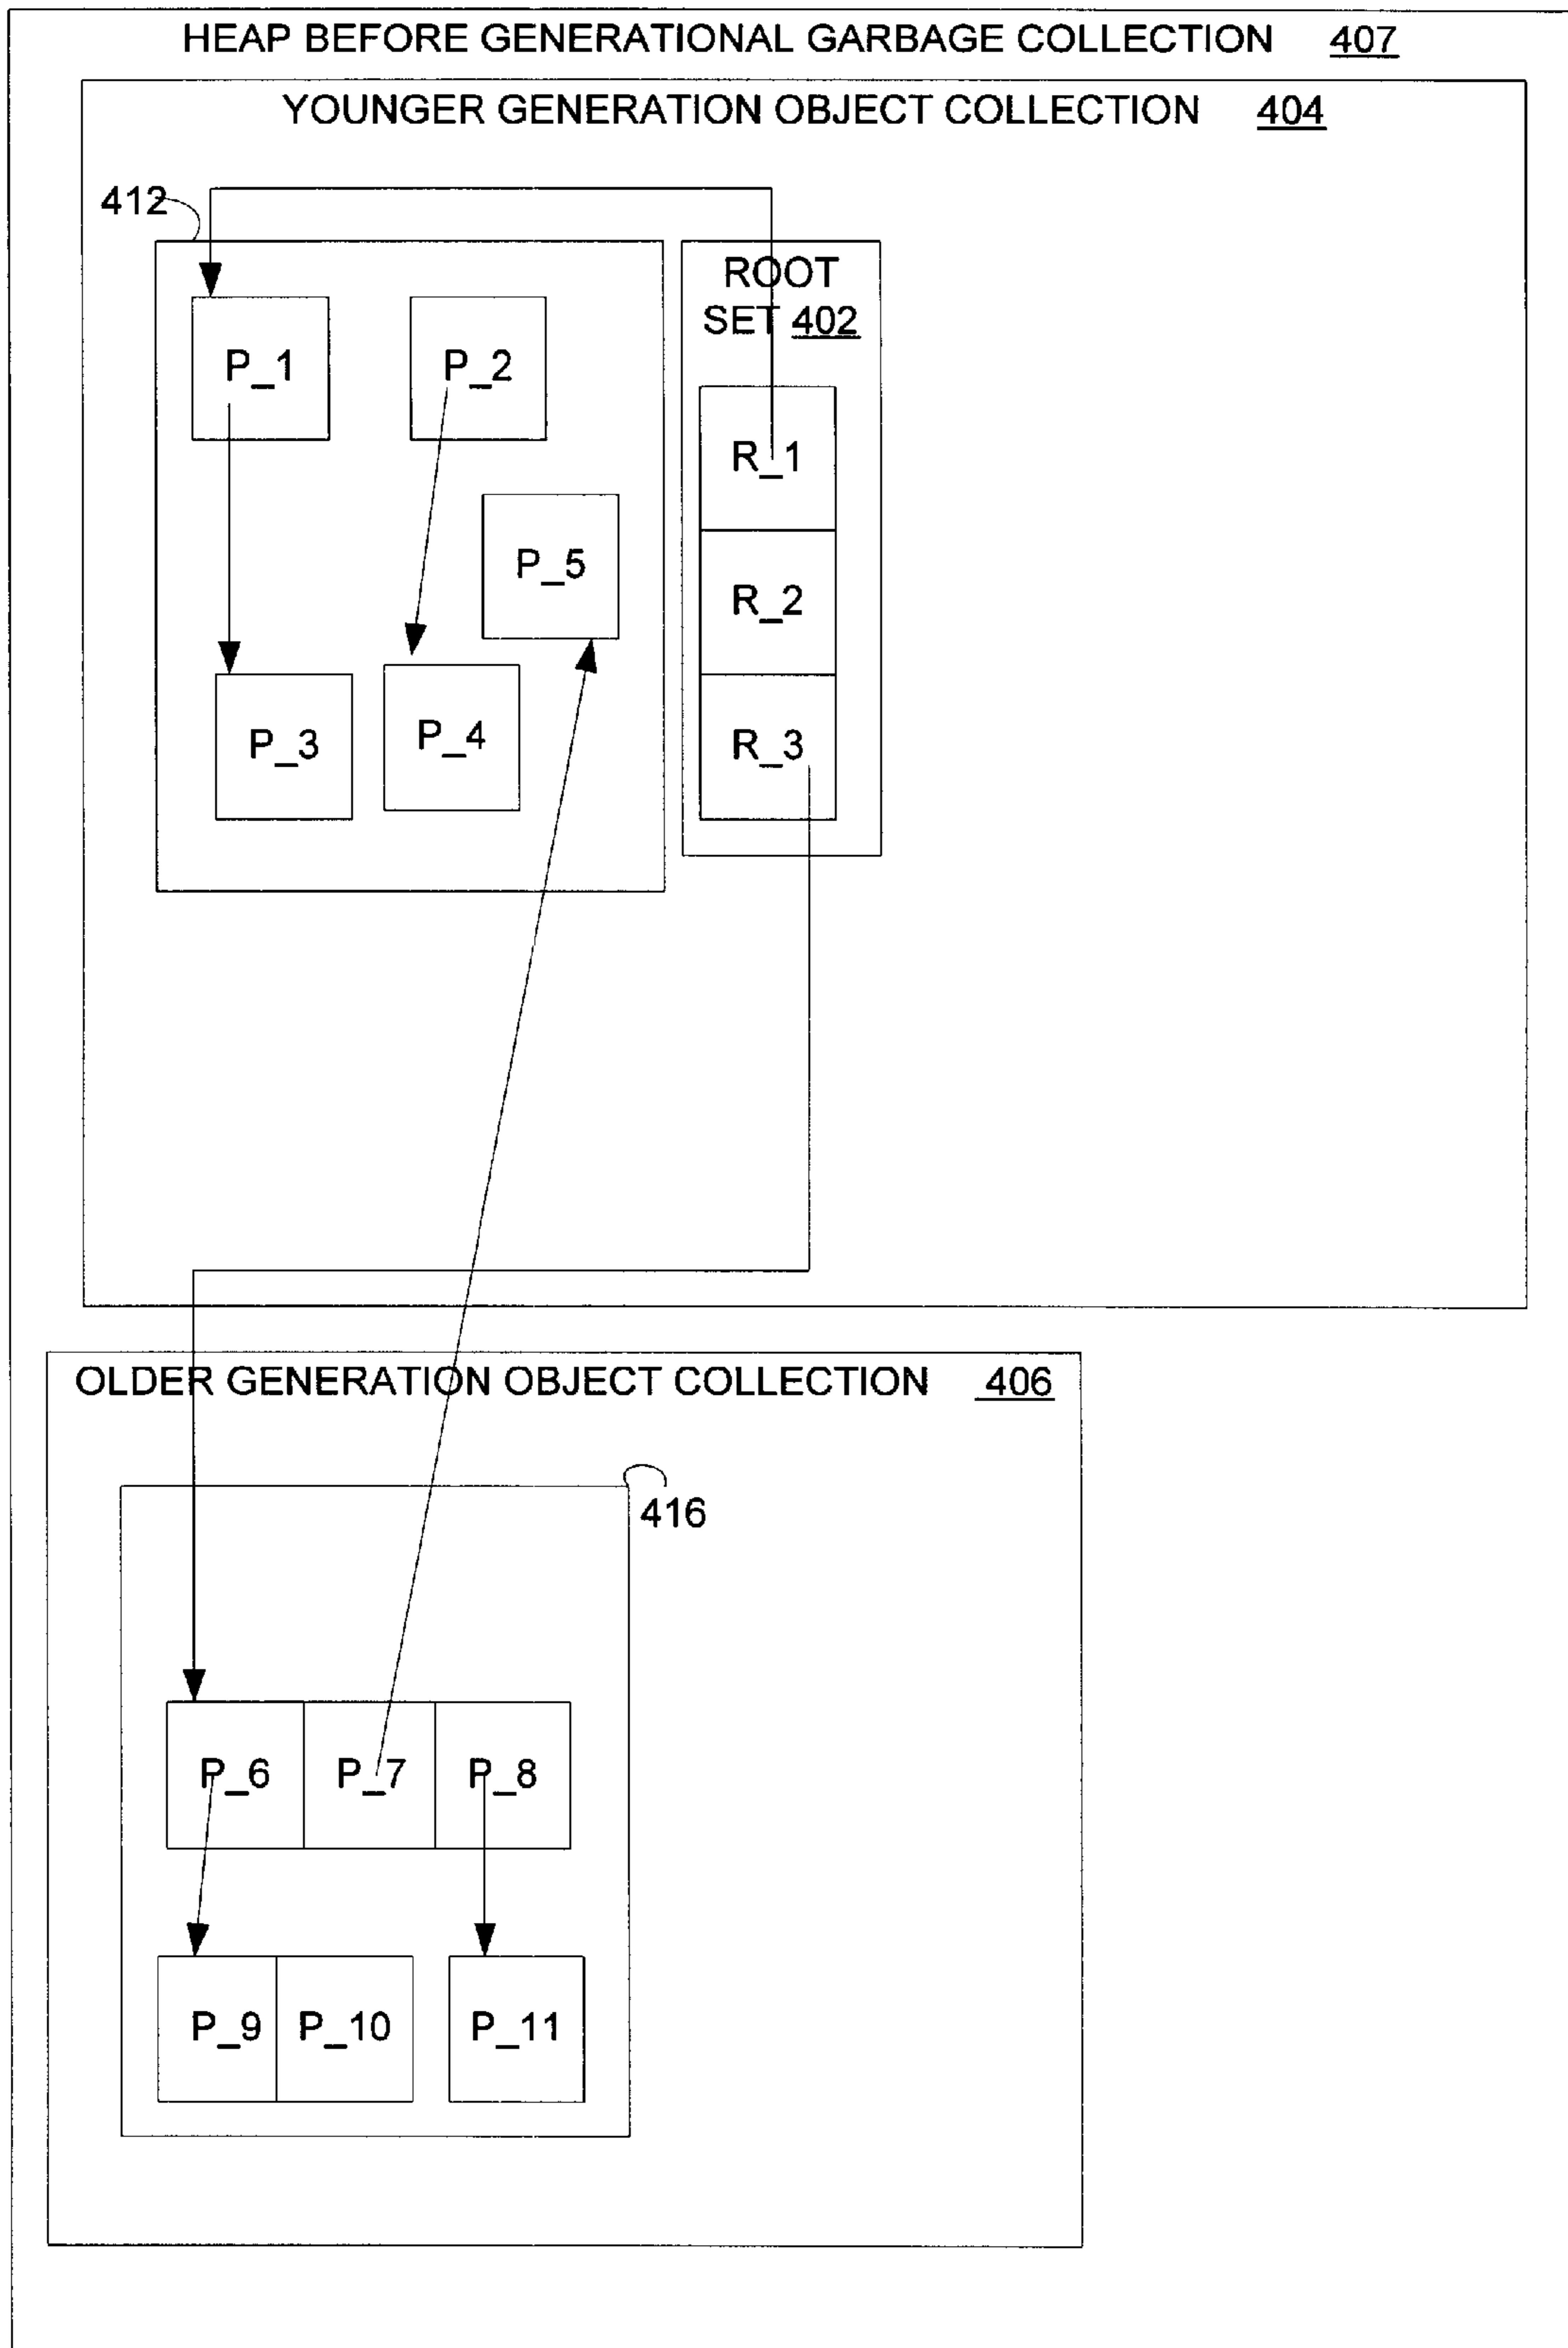 HEAP BEFORE GENERATIONAL GARBAGE COLLECTION 407
YOUNGER GENERATION OBJECT COLLECTION 404
412
ROOT
SET 402
P_1
P_2
R_1
P_5
R_2
P_3
P_4
R_3
OLDER GENERATION OBJECT COLLECTION 406
416
P_6
P_7
P_8
P_9
P_10
P_11